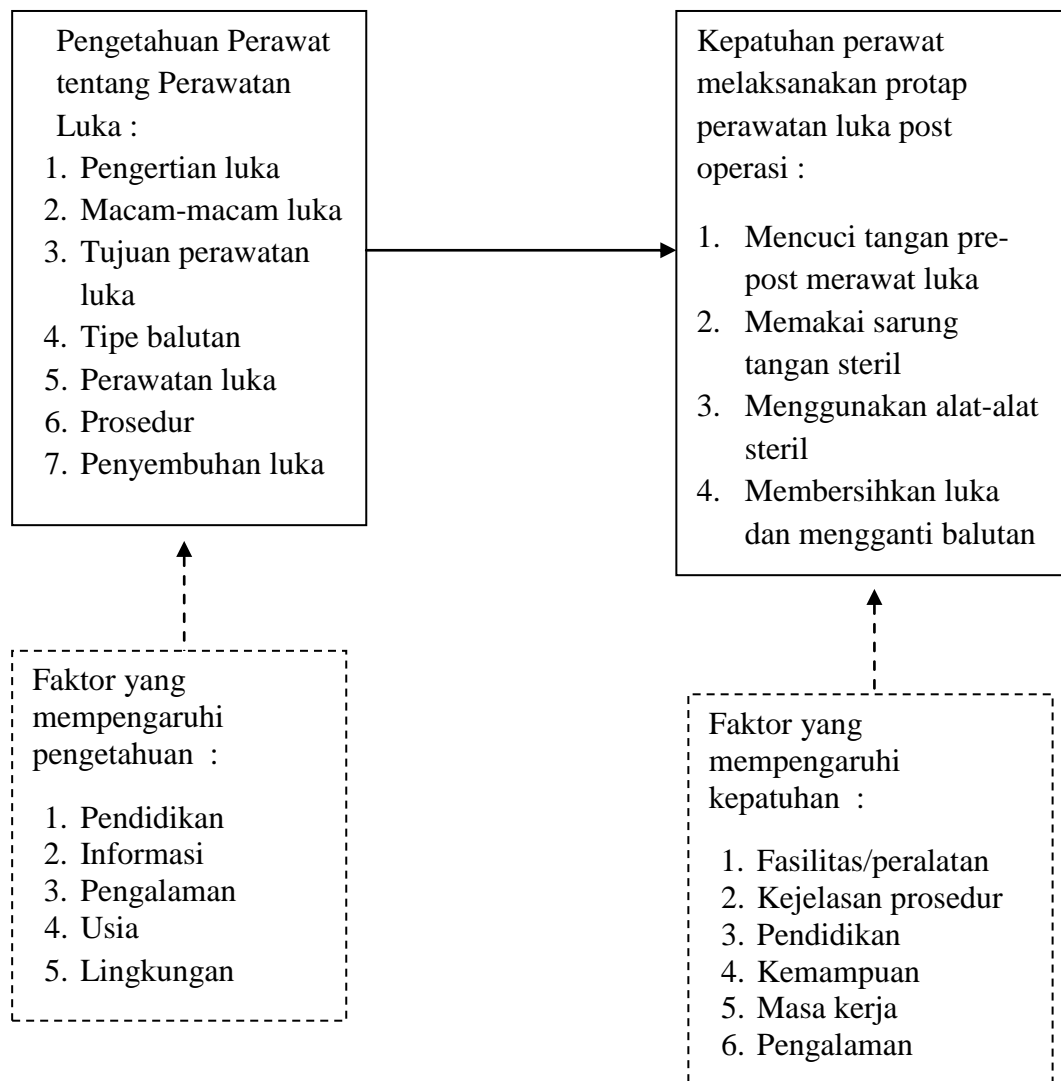 Pengetahuan Perawat
tentang Perawatan
Luka :
1. Pengertian luka
2. Macam-macam luka
3. Tujuan perawatan
luka
4. Tipe balutan
5. Perawatan luka
6. Prosedur
7. Penyembuhan luka
Kepatuhan perawat
melaksanakan protap
perawatan luka post
operasi :
1. Mencuci tangan pre-
post merawat luka
2. Memakai sarung
tangan steril
3. Menggunakan alat-alat
steril
4. Membersihkan luka
dan mengganti balutan
Faktor yang
mempengaruhi
pengetahuan :
1. Pendidikan
2. Informasi
3. Pengalaman
4. Usia
5. Lingkungan
Faktor yang
mempengaruhi
kepatuhan :
1. Fasilitas/peralatan
2. Kejelasan prosedur
3. Pendidikan
4. Kemampuan
5. Masa kerja
6. Pengalaman